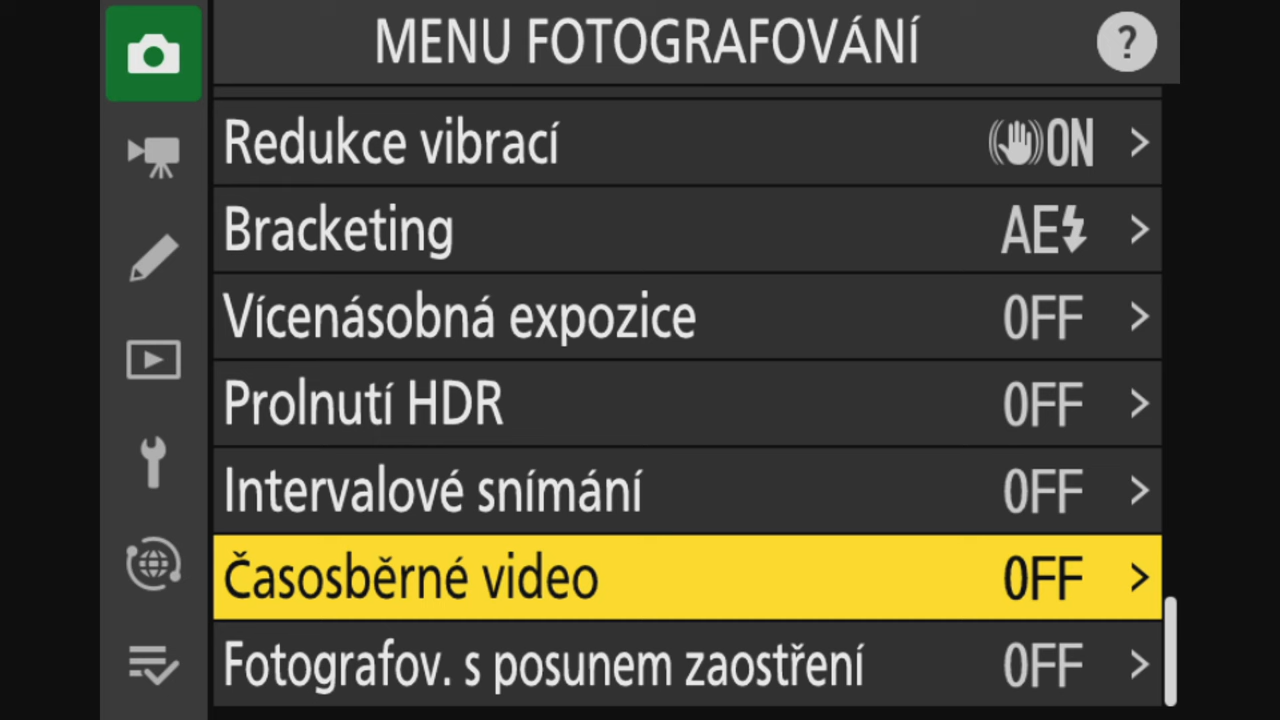 MENU FOTOGRAFOVÁNÍ ?
Redukce vibrací ON >
Bracketing AE >
Vícenásobná expozice OFF >
Prolnutí HDR OFF >
Intervalové snímání OFF >
Časosběrné video OFF >
Fotografov. s posunem zaostření OFF >